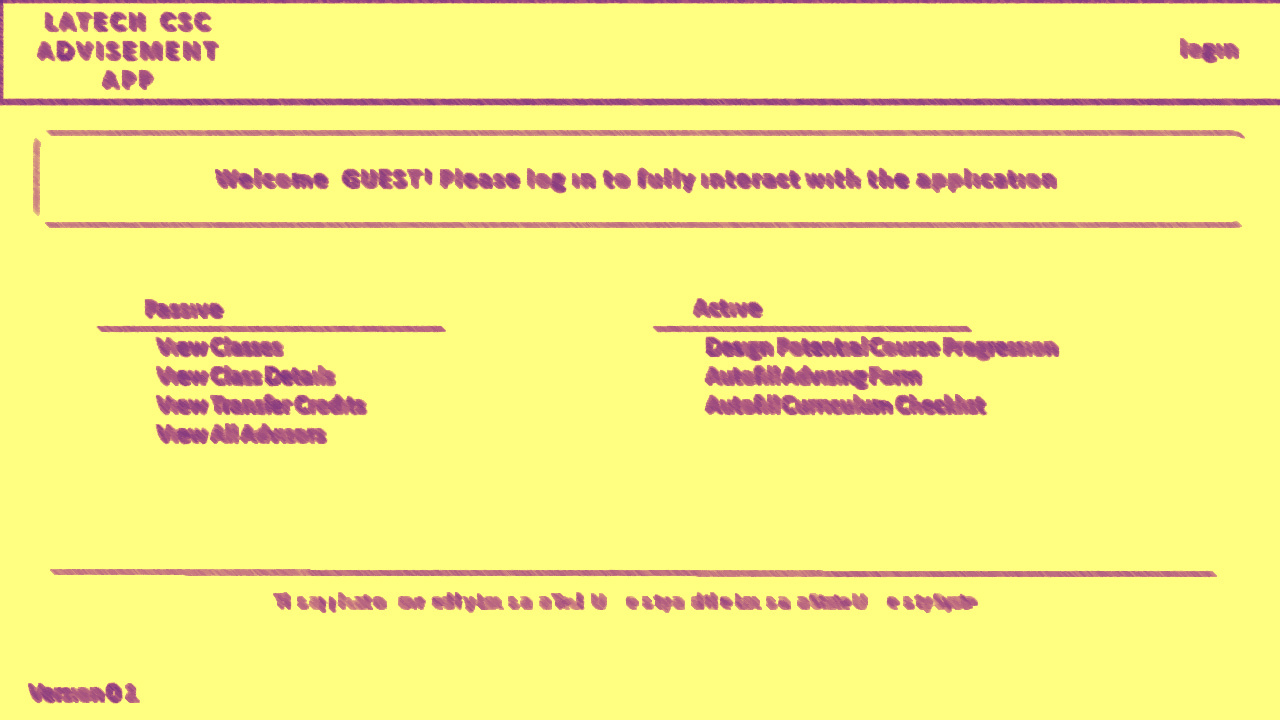 LATECH CSC
ADVISEMENT
APP
login
Welcome GUEST! Please log in to fully interact with the application
Passive
View Classes
View Class Details
View Transfer Credits
View All Advisors
Active
Design Potential Course Progression
Autofill Advising Form
Autofill Curriculum Checklist
Version 0